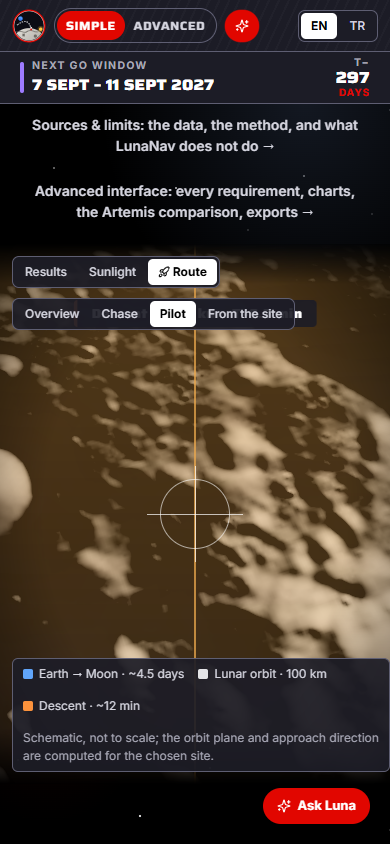 SIMPLE ADVANCED EN TR
NEXT GO WINDOW
7 SEPT – 11 SEPT 2027
T−
297
DAYS
Sources & limits: the data, the method, and what
LunaNav does not do →
Advanced interface: every requirement, charts,
the Artemis comparison, exports →
Results Sunlight Route
Overview Chase Pilot From the site
Earth → Moon · ~4.5 days Lunar orbit · 100 km
Descent · ~12 min
Schematic, not to scale; the orbit plane and approach direction
are computed for the chosen site.
Ask Luna